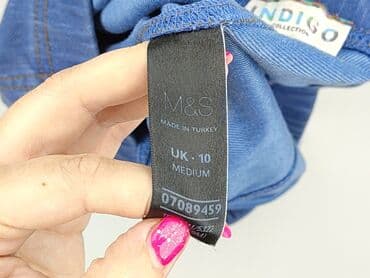 INDIGO
COLLECTION
M&S
MADE IN TURKEY
UK · 10
MEDIUM
07089459